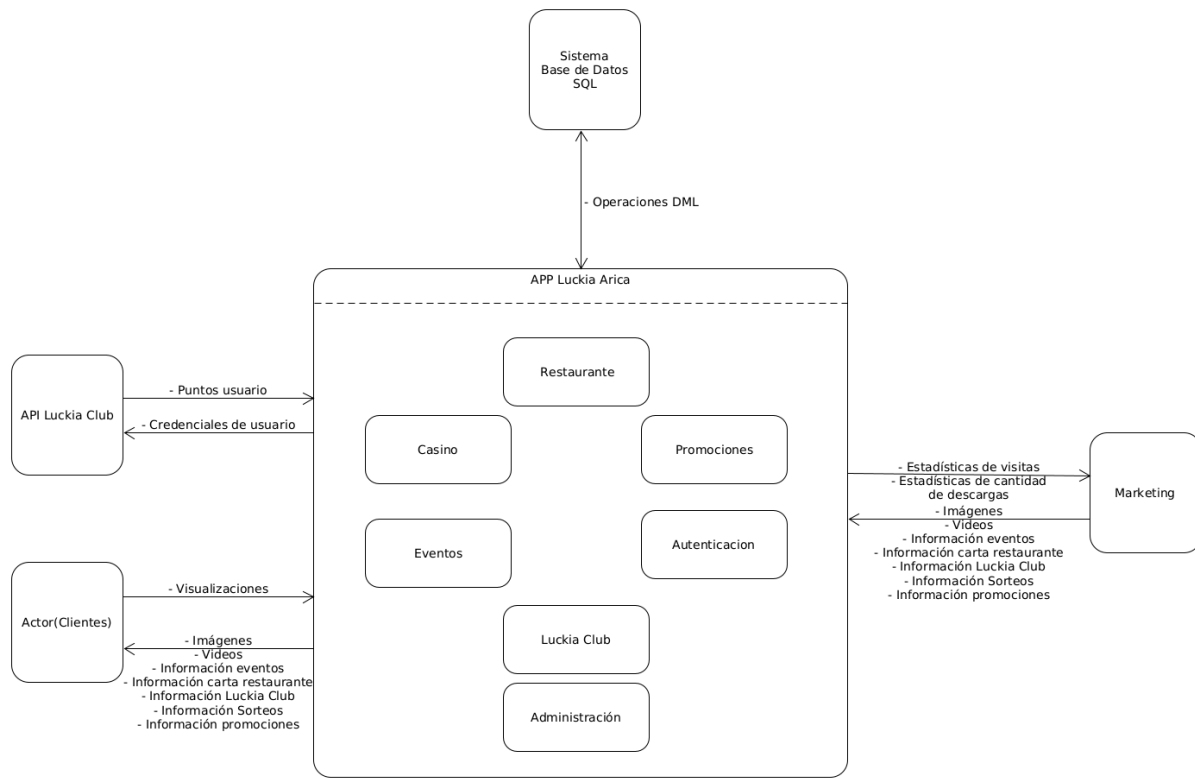 Sistema
Base de Datos
SQL
- Operaciones DML
APP Luckia Arica
Restaurante
API Luckia Club
- Puntos usuario
- Credenciales de usuario
Casino
Promociones
- Estadísticas de visitas
- Estadísticas de cantidad
de descargas
Marketing
- Imágenes
- Videos
- Información eventos
- Información carta restaurante
- Información Luckia Club
- Información Sorteos
- Información promociones
Eventos
Autenticacion
Actor(Clientes)
- Visualizaciones
- Imágenes
- Videos
- Información eventos
- Información carta restaurante
- Información Luckia Club
- Información Sorteos
- Información promociones
Luckia Club
Administración